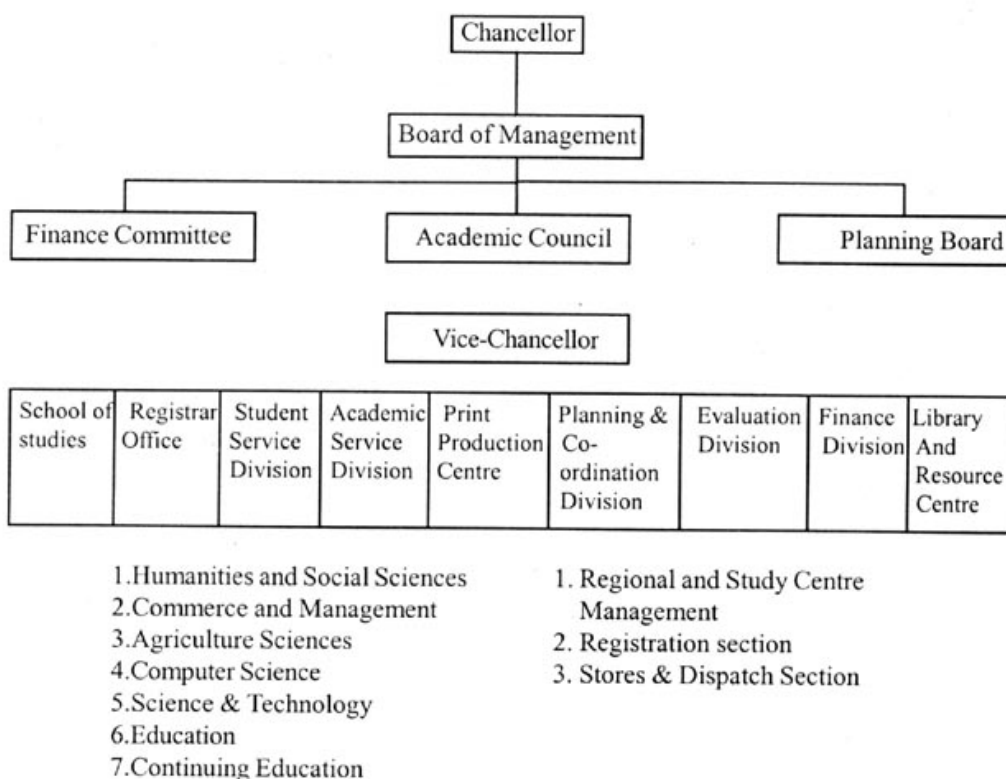 Chancellor
Board of Management
Finance Committee
Academic Council
Planning Board
Vice-Chancellor
School of
studies
Registrar
Office
Student
Service
Division
Academic
Service
Division
Print
Production
Centre
Planning &
Co-
ordination
Division
Evaluation
Division
Finance
Division
Library
And
Resource
Centre
1.Humanities and Social Sciences
2.Commerce and Management
3.Agriculture Sciences
4.Computer Science
5.Science & Technology
6.Education
7.Continuing Education
1. Regional and Study Centre
Management
2. Registration section
3. Stores & Dispatch Section